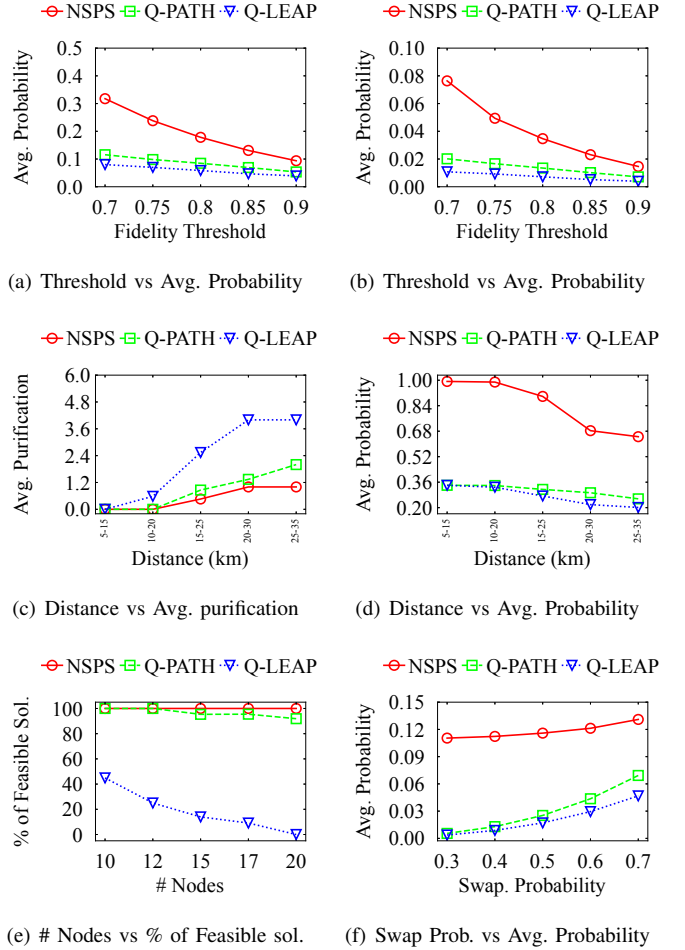 NSPS Q-PATH Q-LEAP
Avg. Probability
0.5
0.4
0.3
0.2
0.1
0.0
0.7 0.75 0.8 0.85 0.9
Fidelity Threshold
(a) Threshold vs Avg. Probability
NSPS Q-PATH Q-LEAP
Avg. Probability
0.10
0.08
0.06
0.04
0.02
0.00
0.7 0.75 0.8 0.85 0.9
Fidelity Threshold
(b) Threshold vs Avg. Probability
NSPS Q-PATH Q-LEAP
Avg. Purification
6.0
4.8
3.6
2.4
1.2
0.0
5-15 10-20 15-25 20-30 25-35
Distance (km)
(c) Distance vs Avg. purification
NSPS Q-PATH Q-LEAP
Avg. Probability
1.00
0.84
0.68
0.52
0.36
0.20
5-15 10-20 15-25 20-30 25-35
Distance (km)
(d) Distance vs Avg. Probability
NSPS Q-PATH Q-LEAP
% of Feasible Sol.
100
80
60
40
20
0
10 12 15 17 20
# Nodes
(e) # Nodes vs % of Feasible sol.
NSPS Q-PATH Q-LEAP
Avg. Probability
0.15
0.12
0.09
0.06
0.03
0.00
0.3 0.4 0.5 0.6 0.7
Swap. Probability
(f) Swap Prob. vs Avg. Probability